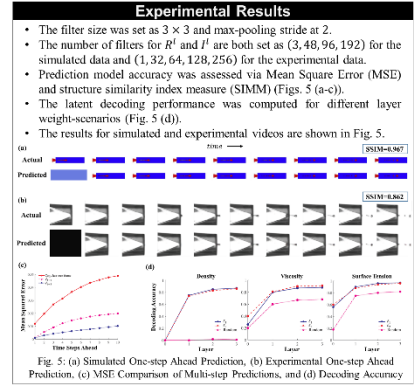 Experimental Results
• The filter size was set as 3 × 3 and max-pooling stride at 2.
• The number of filters for Rˡ and Iˡ are both set as (3,48,96,192) for the
simulated data and (1,32,64,128,256) for the experimental data.
• Prediction model accuracy was assessed via Mean Square Error (MSE)
and structure similarity index measure (SIMM) (Figs. 5 (a-c)).
• The latent decoding performance was computed for different layer
weight-scenarios (Fig. 5 (d)).
• The results for simulated and experimental videos are shown in Fig. 5.
(a) time SSIM=0.967
Actual
Predicted
(b) SSIM=0.862
Actual
Predicted
(c) (d) Density Viscosity Surface Tension
Mean Squared Error
Decoding Accuracy
Random Random Random
Time Steps Ahead Layer Layer Layer
Fig. 5: (a) Simulated One-step Ahead Prediction, (b) Experimental One-step Ahead
Prediction, (c) MSE Comparison of Multi-step Predictions, and (d) Decoding Accuracy